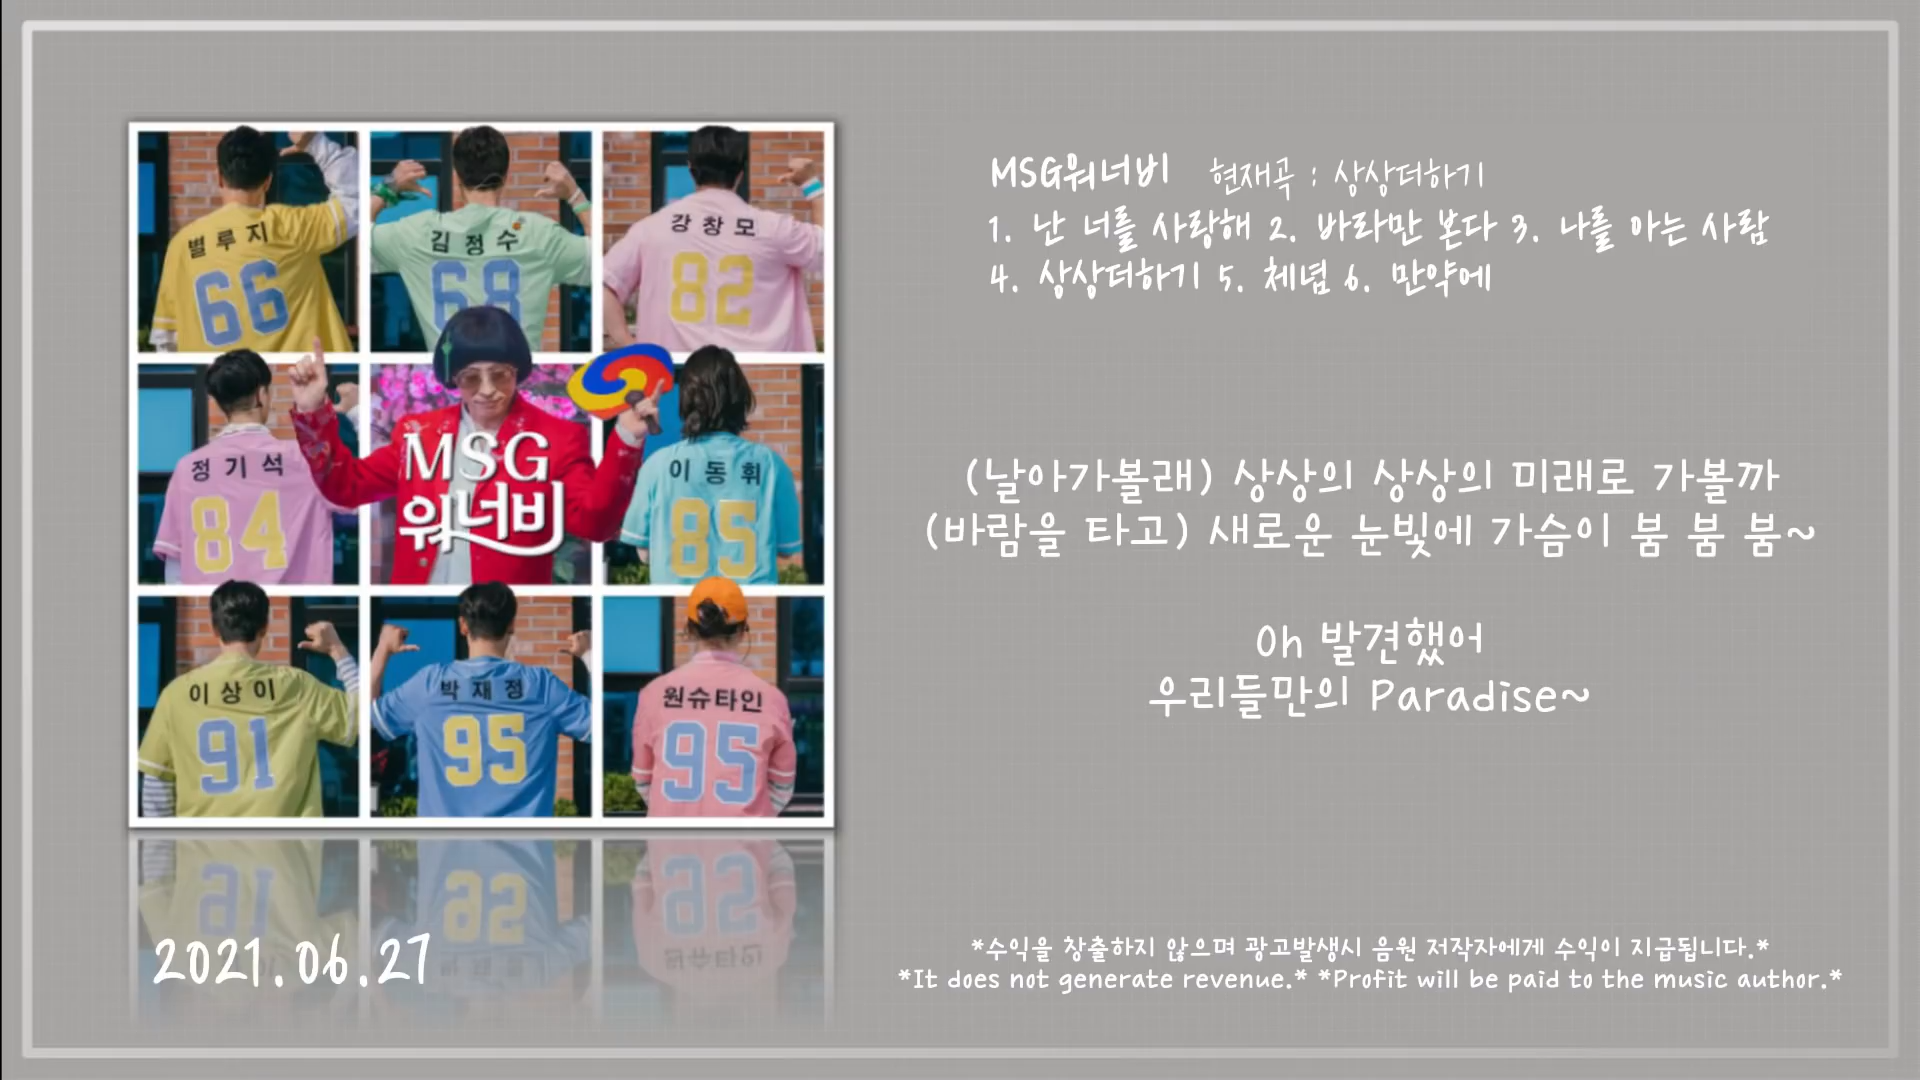 MSG워너비 현재곡 : 상상더하기
1. 난 너를 사랑해 2. 바라만 본다 3. 나를 아는 사람
4. 상상더하기 5. 체념 6. 만약에
별루지
66
김정수
68
강창모
82
정기석
84
MSG
워너비
이동휘
85
이상이
91
박재정
95
원슈타인
95
(날아가볼래) 상상의 상상의 미래로 가볼까
(바람을 타고) 새로운 눈빛에 가슴이 붐 붐 붐~
Oh 발견했어
우리들만의 Paradise~
2021.06.27
*수익을 창출하지 않으며 광고발생시 음원 저작자에게 수익이 지급됩니다.*
*It does not generate revenue.* *Profit will be paid to the music author.*